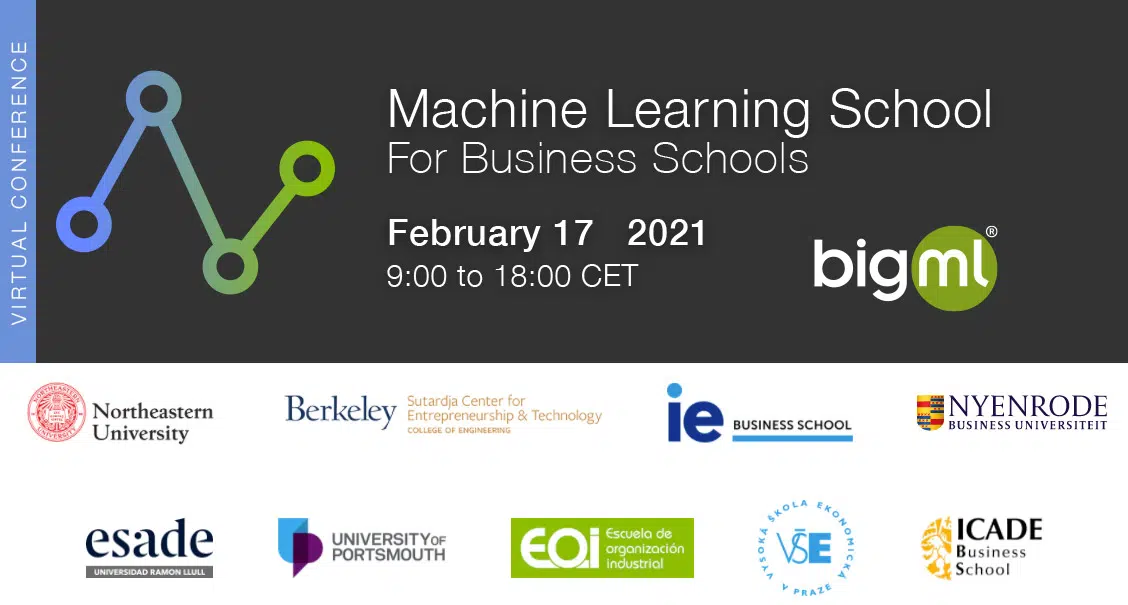 VIRTUAL CONFERENCE
Machine Learning School
For Business Schools
February 17 2021
9:00 to 18:00 CET
bigml®
Northeastern
University
Berkeley
Sutardja Center for
Entrepreneurship & Technology
COLLEGE OF ENGINEERING
ie
BUSINESS SCHOOL
NYENRODE
BUSINESS UNIVERSITEIT
esade
UNIVERSIDAD RAMON LLULL
UNIVERSITY OF
PORTSMOUTH
EOi
Escuela de
organización
industrial
VYSOKÁ ŠKOLA EKONOMICKÁ
VŠE
V PRAZE
ICADE
Business
School